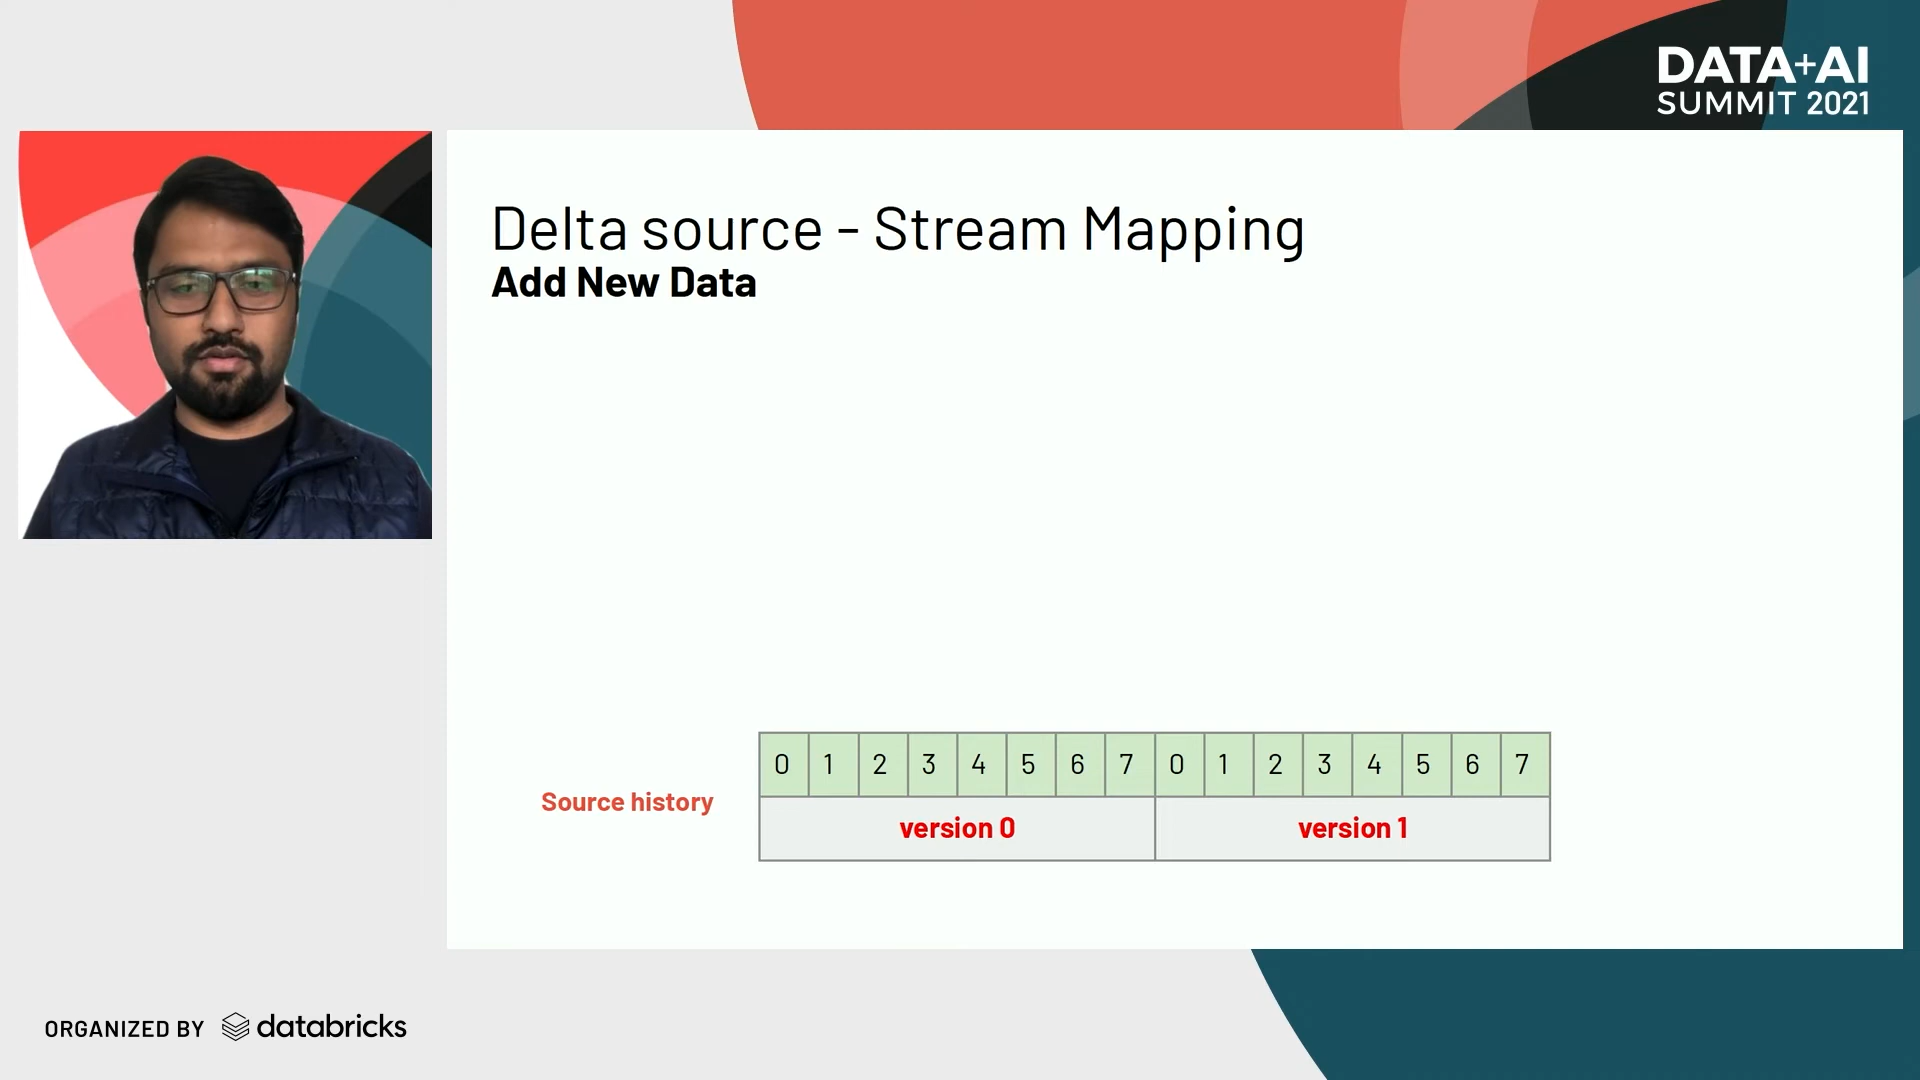 DATA+AI
SUMMIT 2021
Delta source - Stream Mapping
Add New Data
0 1 2 3 4 5 6 7 0 1 2 3 4 5 6 7
Source history
version 0 version 1
ORGANIZED BY databricks